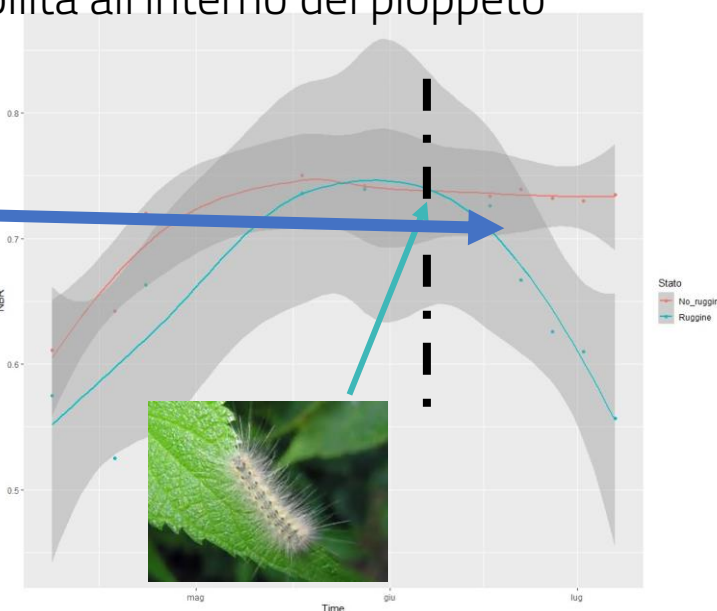 all'interno del pioppeto
0.8
0.7
0.6
0.5
NBR
mag
giu
lug
Time
Stato
No_ruggin
Ruggine